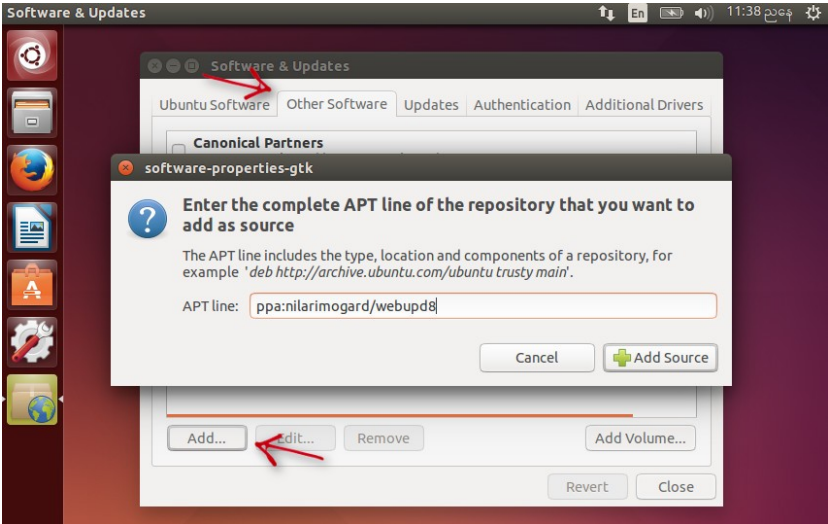 Software & Updates
En
11:38 ညနေ
Software & Updates
Ubuntu Software Other Software Updates Authentication Additional Drivers
Canonical Partners
software-properties-gtk
Enter the complete APT line of the repository that you want to
add as source
The APT line includes the type, location and components of a repository, for
example 'deb http://archive.ubuntu.com/ubuntu trusty main'.
APT line: ppa:nilarimogard/webupd8
Cancel Add Source
Add... Edit... Remove Add Volume...
Revert Close